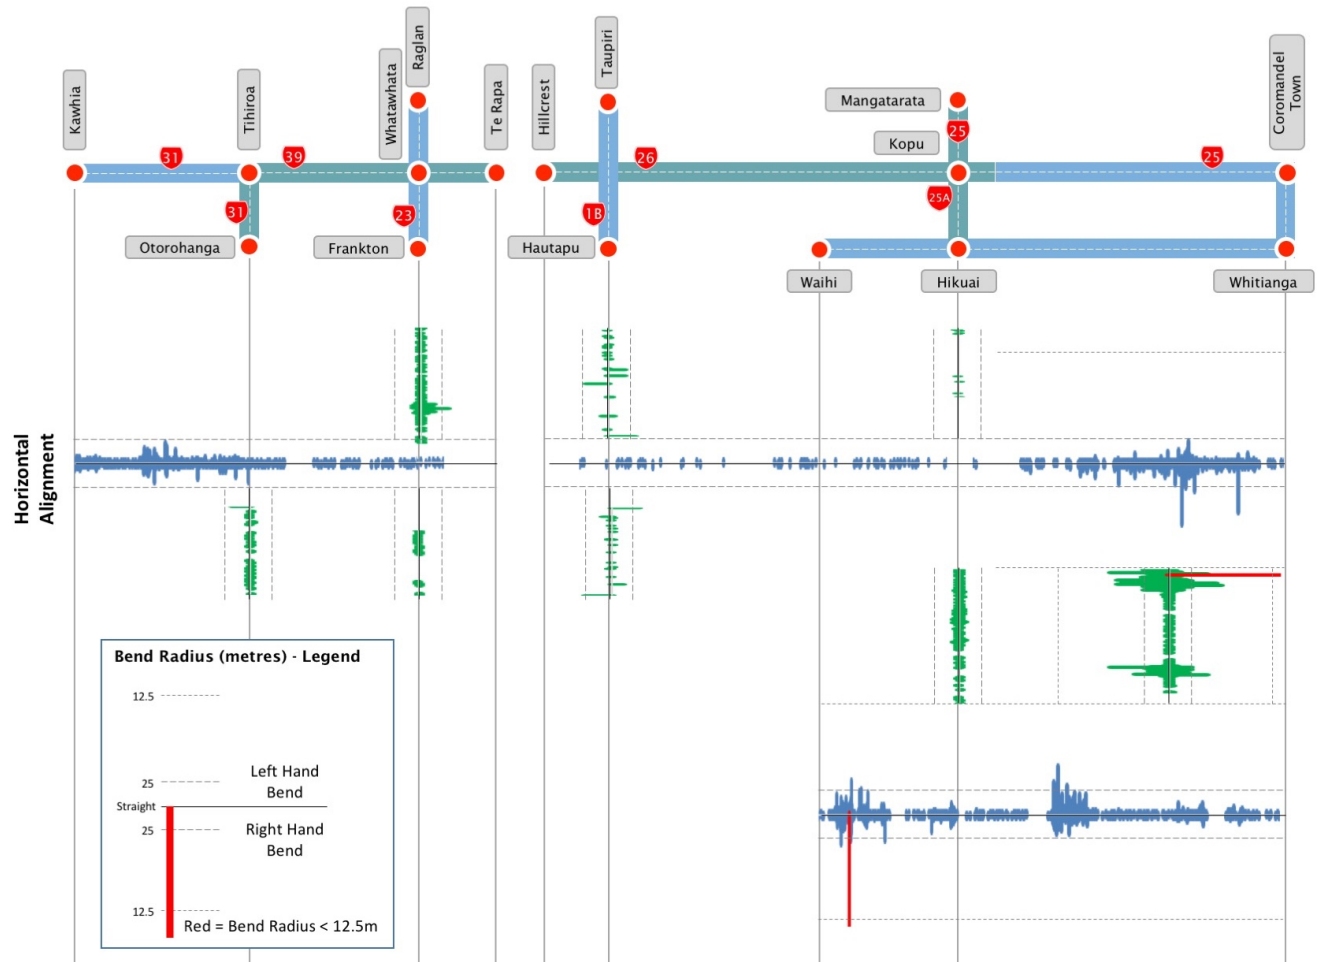 Kawhia
Tihiroa
Whatawhata
Raglan
Te Rapa
Hillcrest
Taupiri
Mangatarata
Kopu
Coromandel
Town
31
39
26
25
25
31
23
1B
25A
Otorohanga
Frankton
Hautapu
Waihi
Hikuai
Whitianga
Horizontal
Alignment
Bend Radius (metres) - Legend
12.5
25
Left Hand
Bend
Straight
25
Right Hand
Bend
12.5
Red = Bend Radius < 12.5m